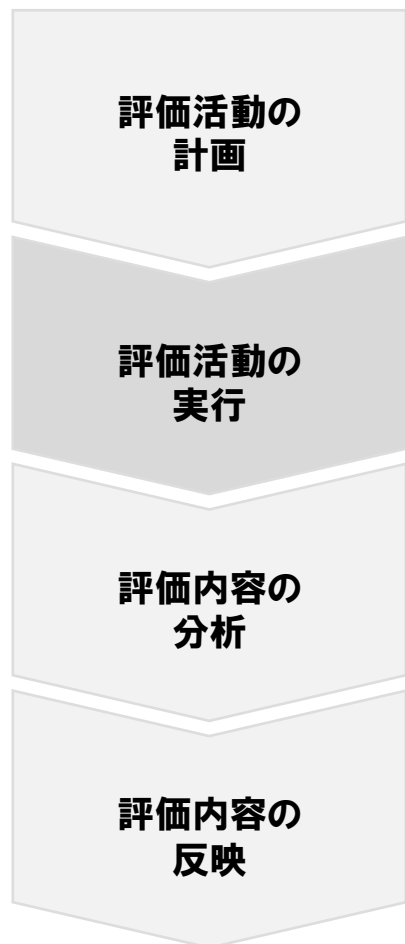 評価活動の
計画
評価活動の
実行
評価内容の
分析
評価内容の
反映